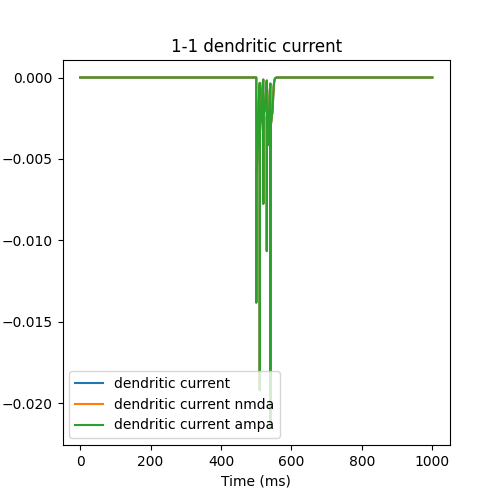 1-1 dendritic current
0.000
−0.005
−0.010
−0.015
−0.020
dendritic current
dendritic current nmda
dendritic current ampa
0 200 400 600 800 1000
Time (ms)